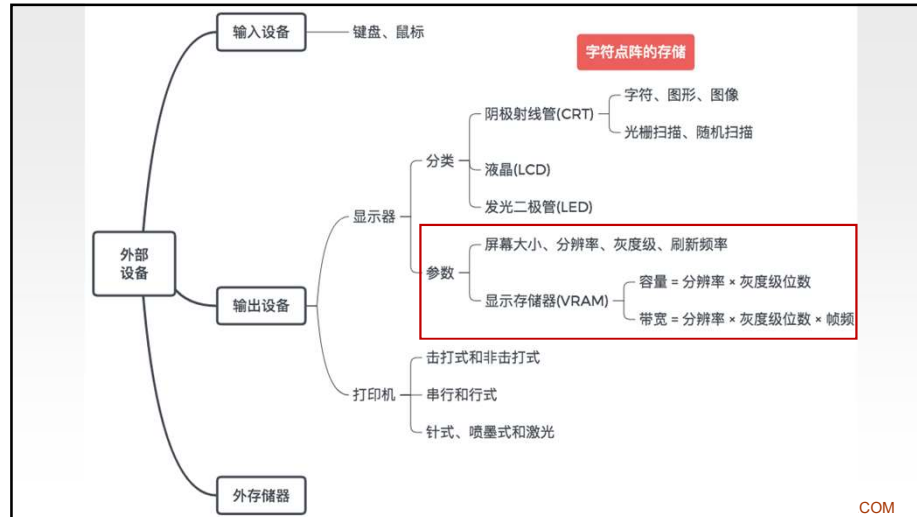 输入设备
键盘、鼠标
字符点阵的存储
字符、图形、图像
阴极射线管(CRT)
光栅扫描、随机扫描
分类
液晶(LCD)
发光二极管(LED)
显示器
屏幕大小、分辨率、灰度级、刷新频率
外部
设备
参数
容量 = 分辨率 × 灰度级位数
显示存储器(VRAM)
输出设备
带宽 = 分辨率 × 灰度级位数 × 帧频
击打式和非击打式
打印机
串行和行式
针式、喷墨式和激光
外存储器
COM